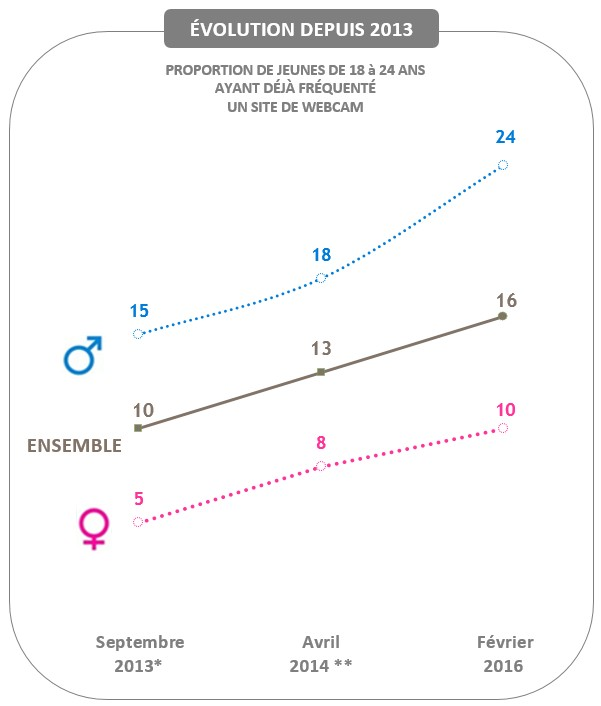 ÉVOLUTION DEPUIS 2013
PROPORTION DE JEUNES DE 18 à 24 ANS
AYANT DÉJÀ FRÉQUENTÉ
UN SITE DE WEBCAM
24
18
15
16
13
10
ENSEMBLE
10
8
5
Septembre
2013*
Avril
2014 **
Février
2016